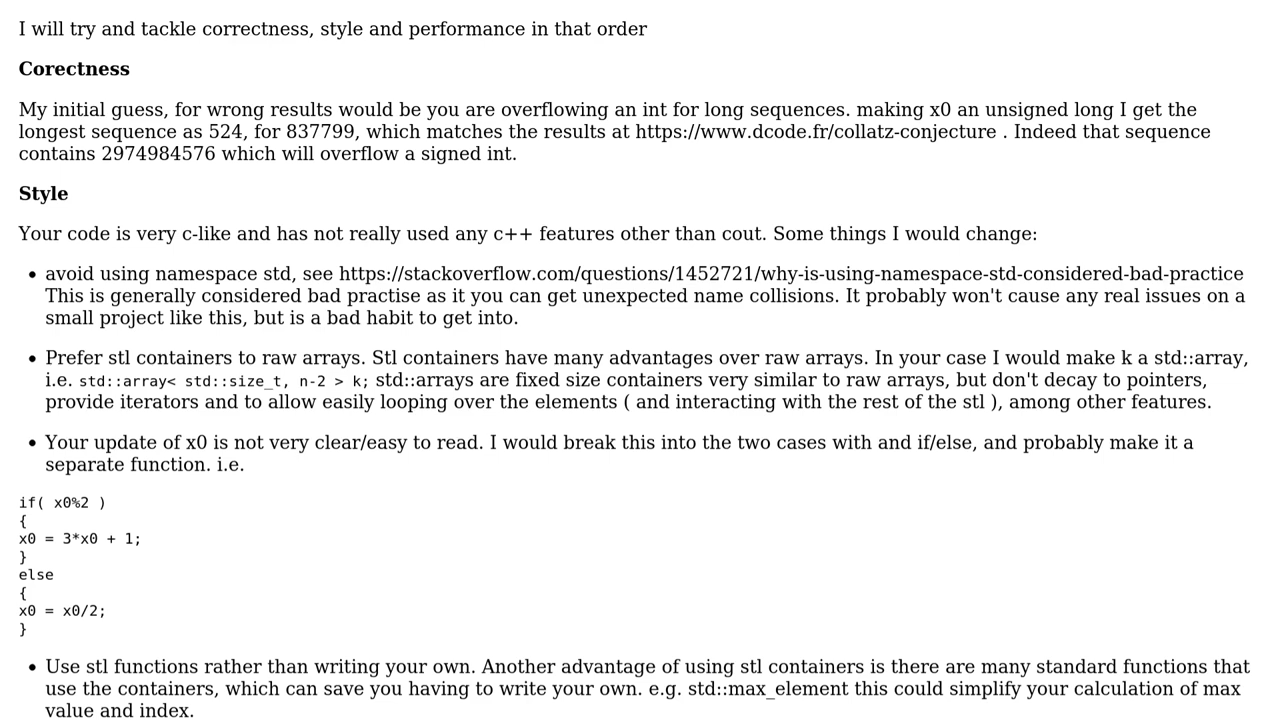 I will try and tackle correctness, style and performance in that order
Corectness
My initial guess, for wrong results would be you are overflowing an int for long sequences. making x0 an unsigned long I get the
longest sequence as 524, for 837799, which matches the results at https://www.dcode.fr/collatz-conjecture . Indeed that sequence
contains 2974984576 which will overflow a signed int.
Style
Your code is very c-like and has not really used any c++ features other than cout. Some things I would change:
• avoid using namespace std, see https://stackoverflow.com/questions/1452721/why-is-using-namespace-std-considered-bad-practice
This is generally considered bad practise as it you can get unexpected name collisions. It probably won't cause any real issues on a
small project like this, but is a bad habit to get into.
• Prefer stl containers to raw arrays. Stl containers have many advantages over raw arrays. In your case I would make k a std::array,
i.e. std::array< std::size_t, n-2 > k; std::arrays are fixed size containers very similar to raw arrays, but don't decay to pointers,
provide iterators and to allow easily looping over the elements ( and interacting with the rest of the stl ), among other features.
• Your update of x0 is not very clear/easy to read. I would break this into the two cases with and if/else, and probably make it a
separate function. i.e.
if( x0%2 )
{
x0 = 3*x0 + 1;
}
else
{
x0 = x0/2;
}
• Use stl functions rather than writing your own. Another advantage of using stl containers is there are many standard functions that
use the containers, which can save you having to write your own. e.g. std::max_element this could simplify your calculation of max
value and index.